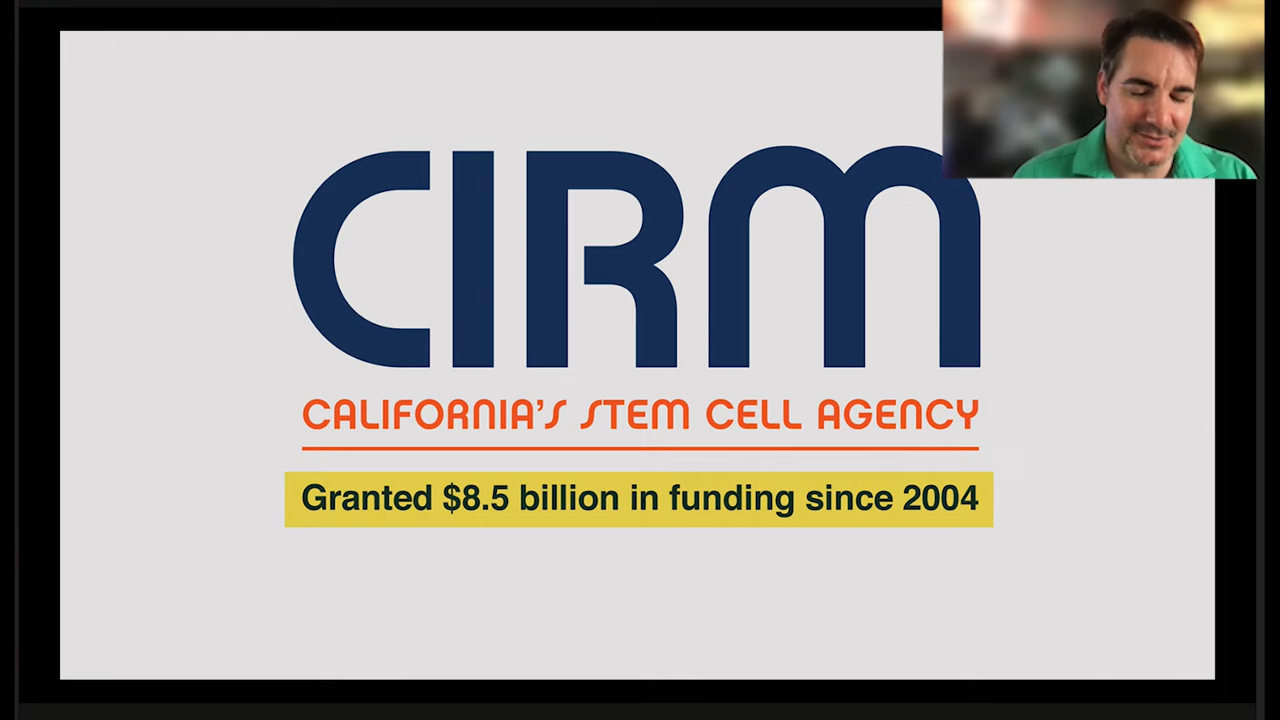 CIRM
CALIFORNIA'S STEM CELL AGENCY
Granted $8.5 billion in funding since 2004